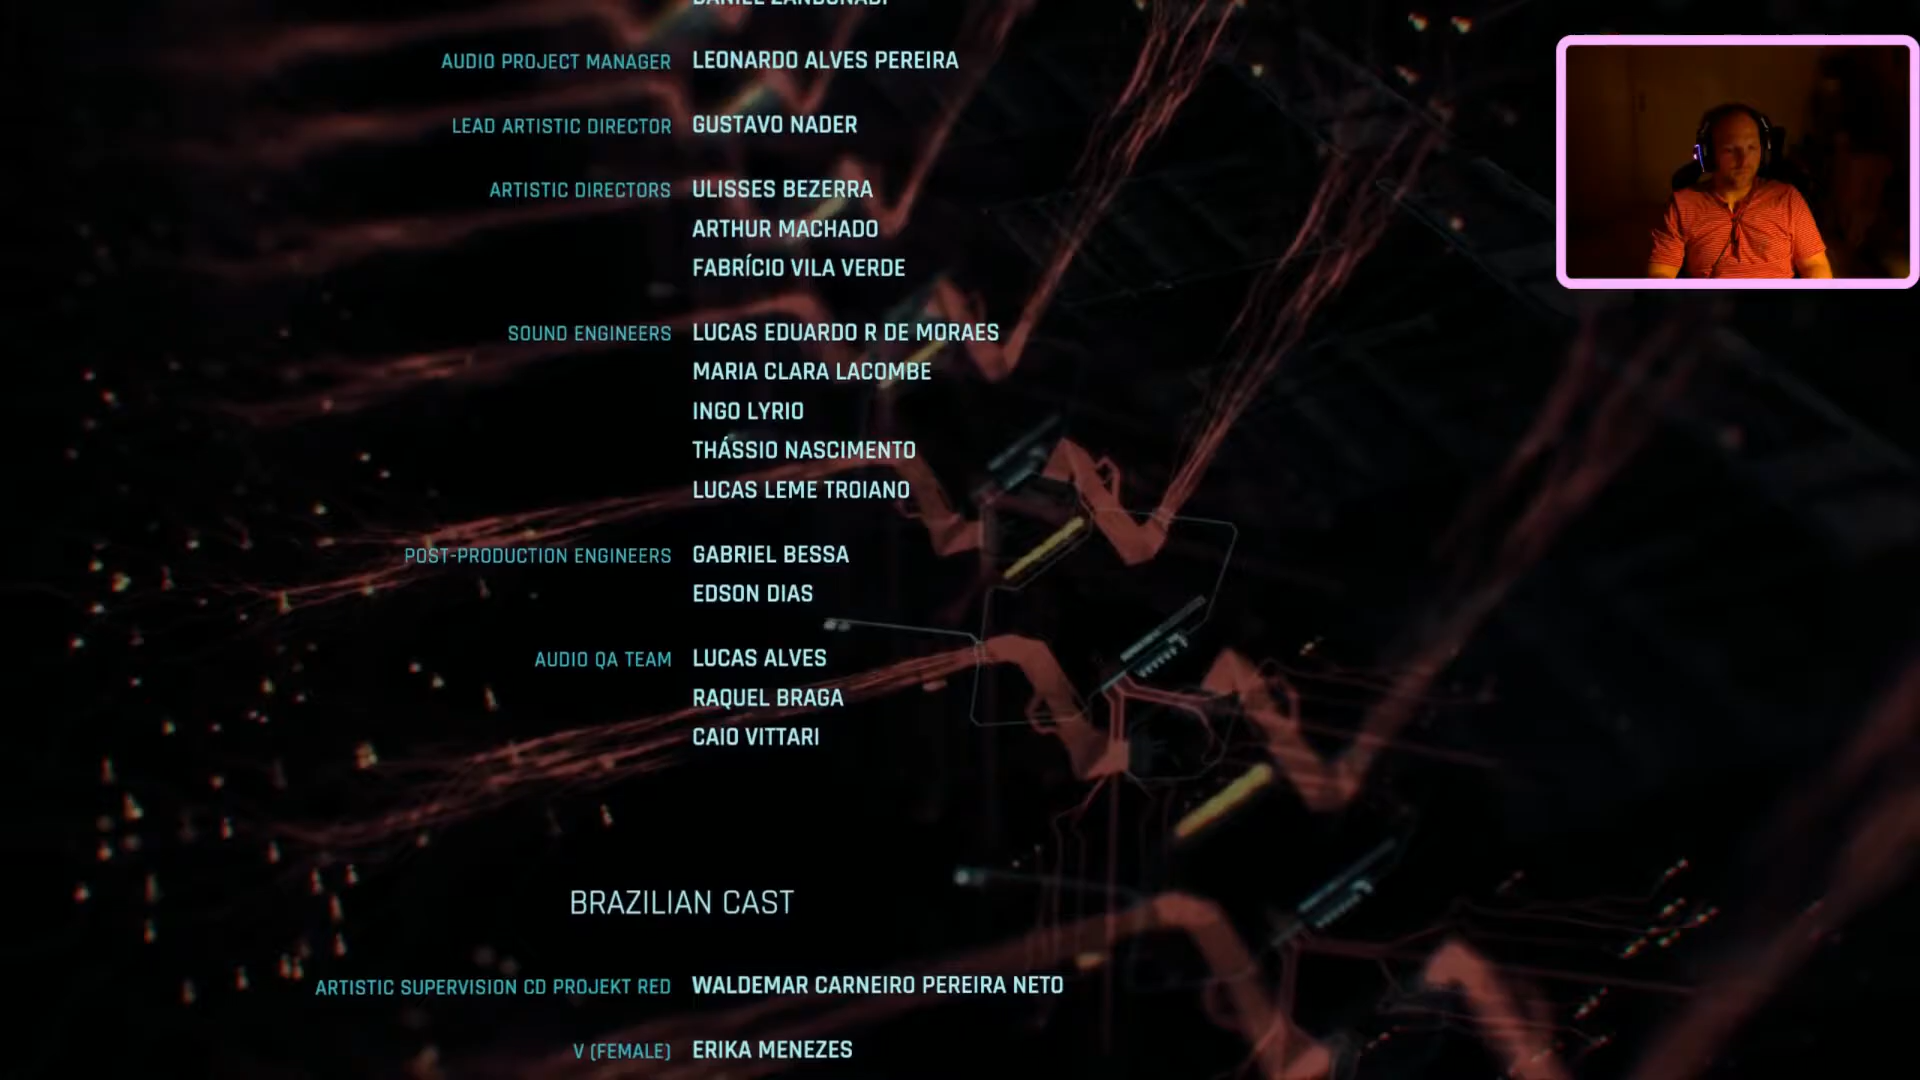 AUDIO PROJECT MANAGER LEONARDO ALVES PEREIRA
LEAD ARTISTIC DIRECTOR GUSTAVO NADER
ARTISTIC DIRECTORS ULISSES BEZERRA
ARTHUR MACHADO
FABRÍCIO VILA VERDE
SOUND ENGINEERS LUCAS EDUARDO R DE MORAES
MARIA CLARA LACOMBE
INGO LYRIO
THÁSSIO NASCIMENTO
LUCAS LEME TROIANO
POST-PRODUCTION ENGINEERS GABRIEL BESSA
EDSON DIAS
AUDIO QA TEAM LUCAS ALVES
RAQUEL BRAGA
CAIO VITTARI
BRAZILIAN CAST
ARTISTIC SUPERVISION CD PROJEKT RED WALDEMAR CARNEIRO PEREIRA NETO
V (FEMALE) ERIKA MENEZES